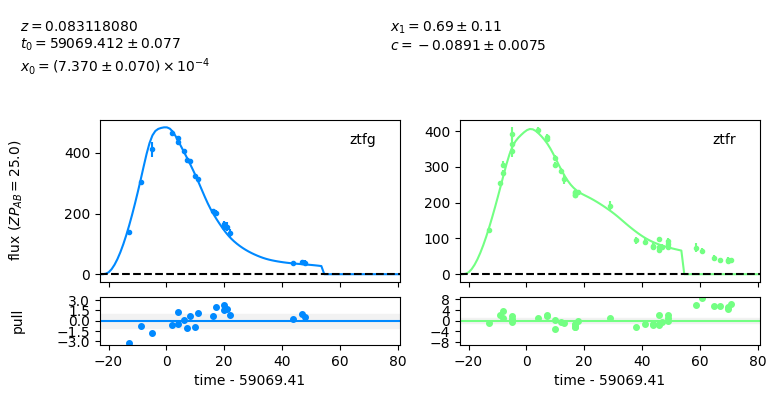 z = 0.083118080
t₀ = 59069.412 ± 0.077
x₀ = (7.370 ± 0.070) × 10⁻⁴
x₁ = 0.69 ± 0.11
c = −0.0891 ± 0.0075
flux (ZP_AB = 25.0)
ztfg
400
200
0
ztfr
400
300
200
100
0
pull
3.0
1.5
0.0
−1.5
−3.0
−20 0 20 40 60 80
time - 59069.41
8
4
0
−4
−8
−20 0 20 40 60 80
time - 59069.41